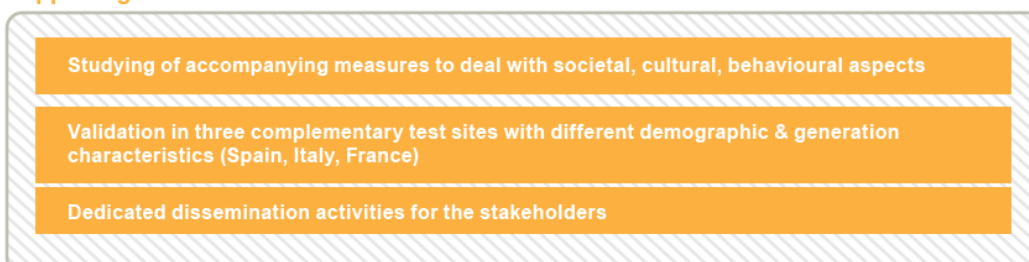 Studying of accompanying measures to deal with societal, cultural, behavioural aspects
Validation in three complementary test sites with different demographic & generation
characteristics (Spain, Italy, France)
Dedicated dissemination activities for the stakeholders